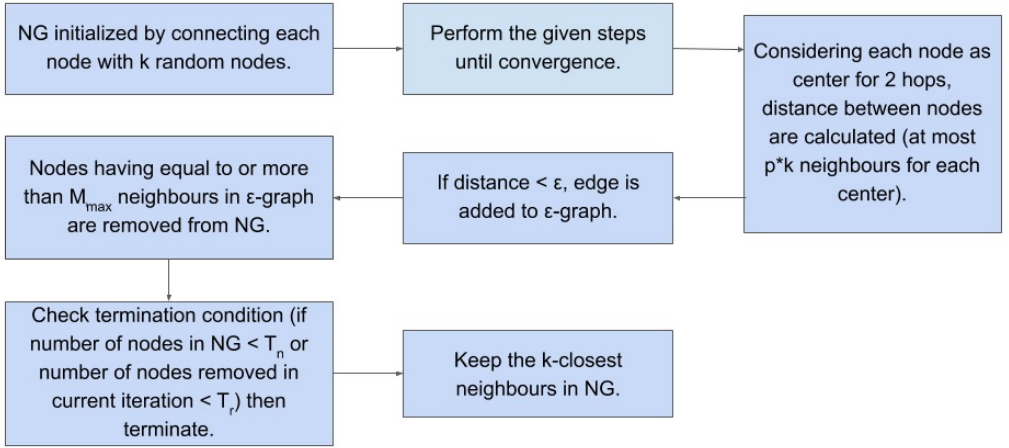 NG initialized by connecting each
node with k random nodes.
Perform the given steps
until convergence.
Considering each node as
center for 2 hops,
distance between nodes
are calculated (at most
p*k neighbours for each
center).
If distance < ε, edge is
added to ε-graph.
Nodes having equal to or more
than Mmax neighbours in ε-graph
are removed from NG.
Check termination condition (if
number of nodes in NG < Tn or
number of nodes removed in
current iteration < Tr) then
terminate.
Keep the k-closest
neighbours in NG.